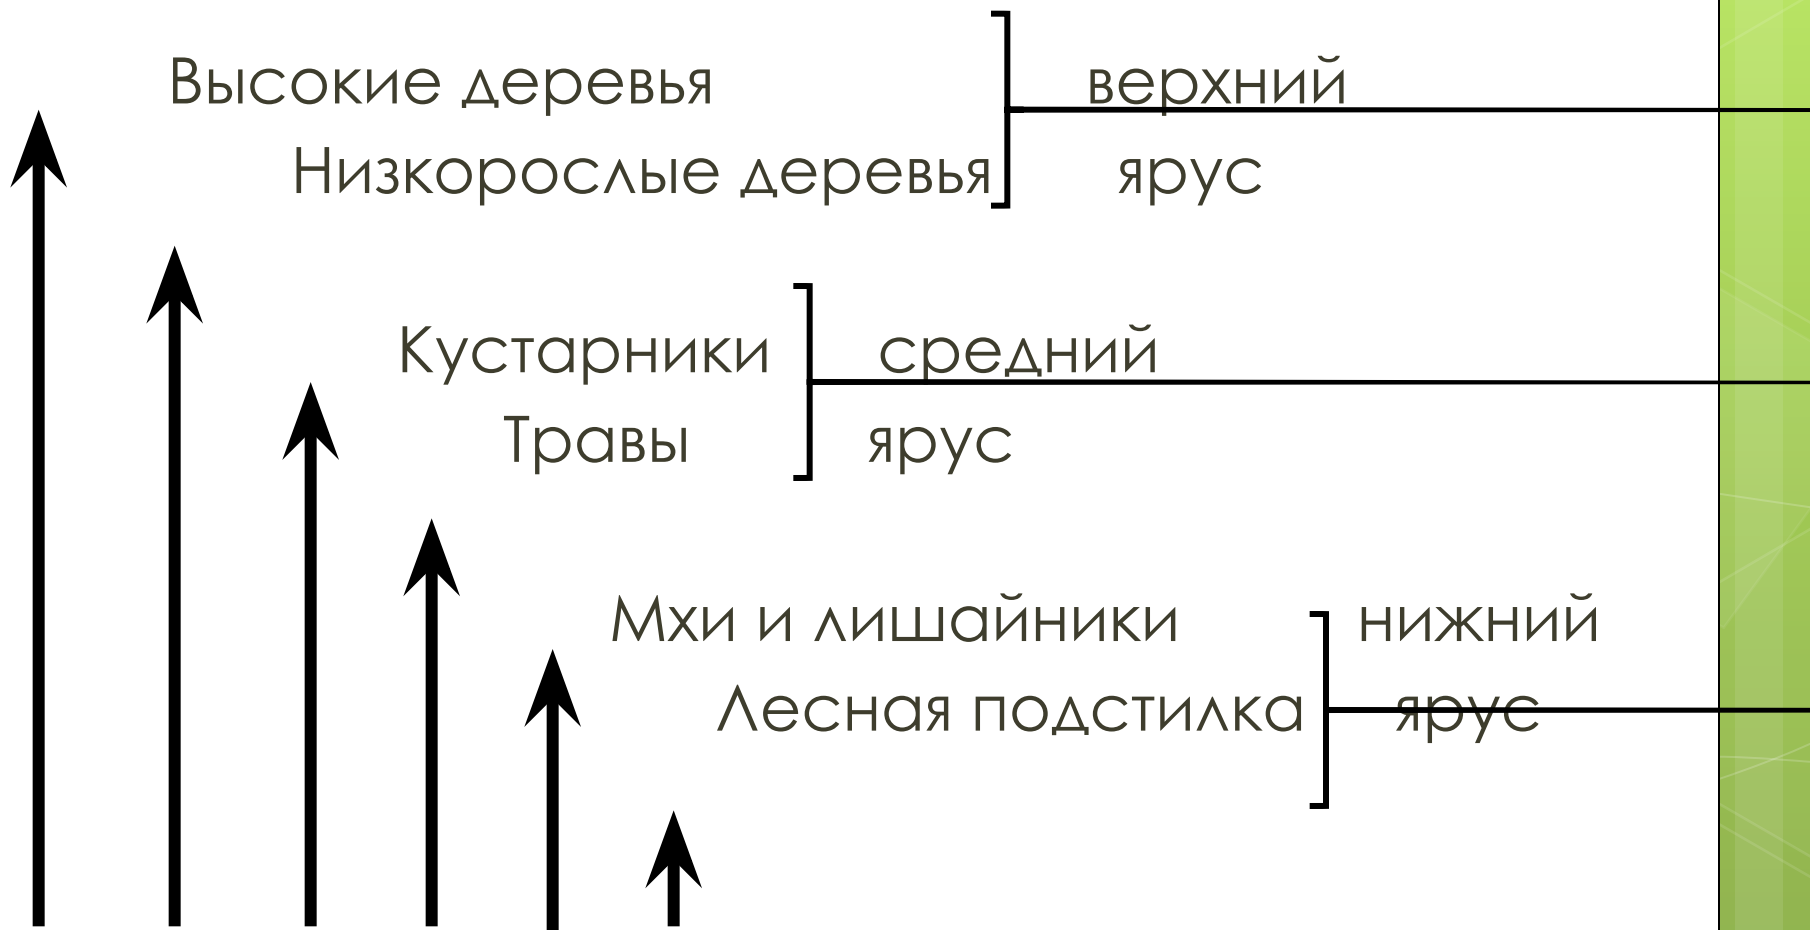 Высокие деревья верхний
Низкорослые деревья ярус
Кустарники средний
Травы ярус
Мхи и лишайники нижний
Лесная подстилка ярус